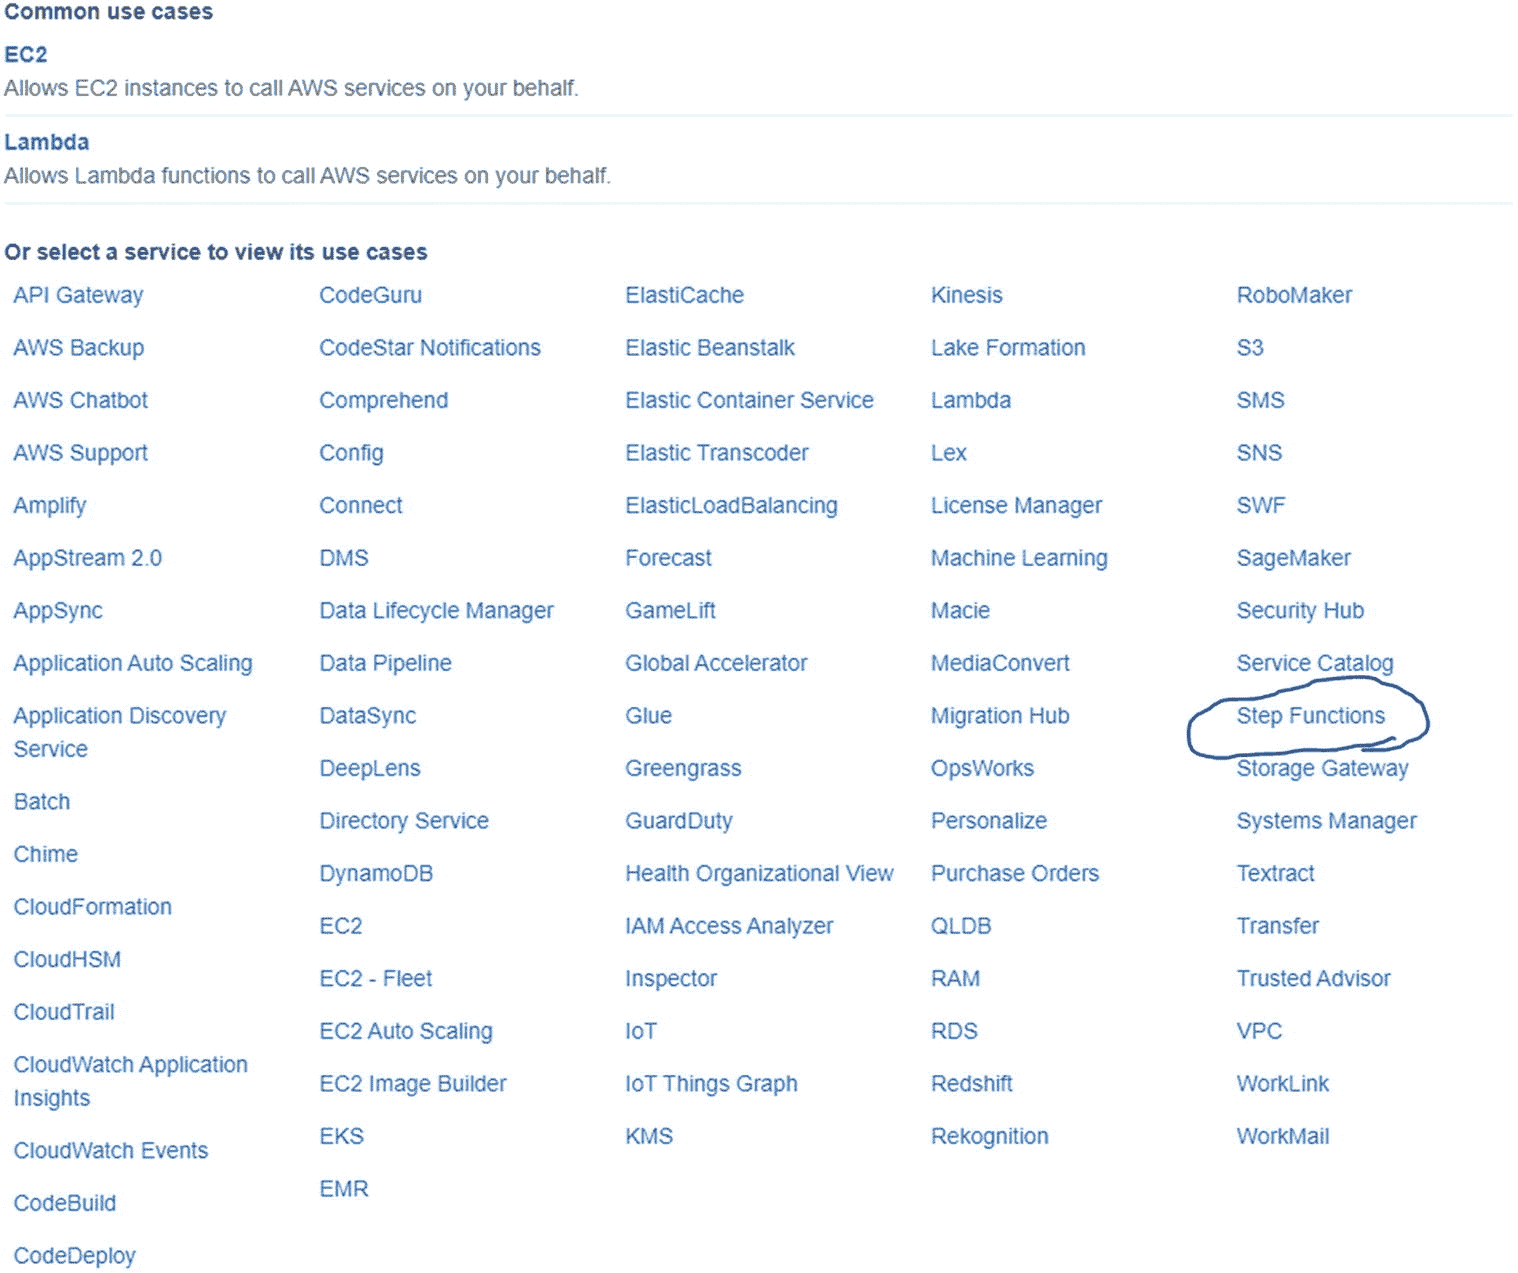 Common use cases
EC2
Allows EC2 instances to call AWS services on your behalf.
Lambda
Allows Lambda functions to call AWS services on your behalf.
Or select a service to view its use cases
API Gateway
AWS Backup
AWS Chatbot
AWS Support
Amplify
AppStream 2.0
AppSync
Application Auto Scaling
Application Discovery
Service
Batch
Chime
CloudFormation
CloudHSM
CloudTrail
CloudWatch Application
Insights
CloudWatch Events
CodeBuild
CodeDeploy
CodeGuru
CodeStar Notifications
Comprehend
Config
Connect
DMS
Data Lifecycle Manager
Data Pipeline
DataSync
DeepLens
Directory Service
DynamoDB
EC2
EC2 - Fleet
EC2 Auto Scaling
EC2 Image Builder
EKS
EMR
ElastiCache
Elastic Beanstalk
Elastic Container Service
Elastic Transcoder
ElasticLoadBalancing
Forecast
GameLift
Global Accelerator
Glue
Greengrass
GuardDuty
Health Organizational View
IAM Access Analyzer
Inspector
IoT
IoT Things Graph
KMS
Kinesis
Lake Formation
Lambda
Lex
License Manager
Machine Learning
Macie
MediaConvert
Migration Hub
OpsWorks
Personalize
Purchase Orders
QLDB
RAM
RDS
Redshift
Rekognition
RoboMaker
S3
SMS
SNS
SWF
SageMaker
Security Hub
Service Catalog
Step Functions
Storage Gateway
Systems Manager
Textract
Transfer
Trusted Advisor
VPC
WorkLink
WorkMail